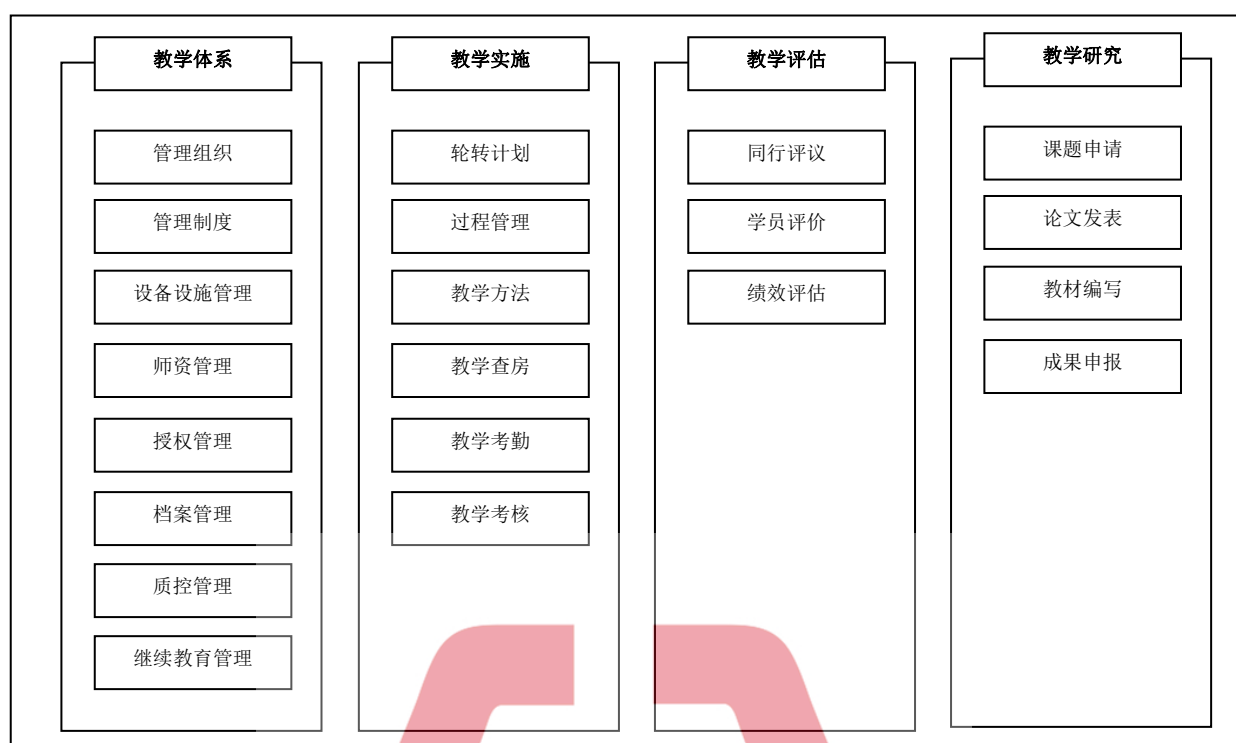 教学体系
管理组织
管理制度
设备设施管理
师资管理
授权管理
档案管理
质控管理
继续教育管理
教学实施
轮转计划
过程管理
教学方法
教学查房
教学考勤
教学考核
教学评估
同行评议
学员评价
绩效评估
教学研究
课题申请
论文发表
教材编写
成果申报